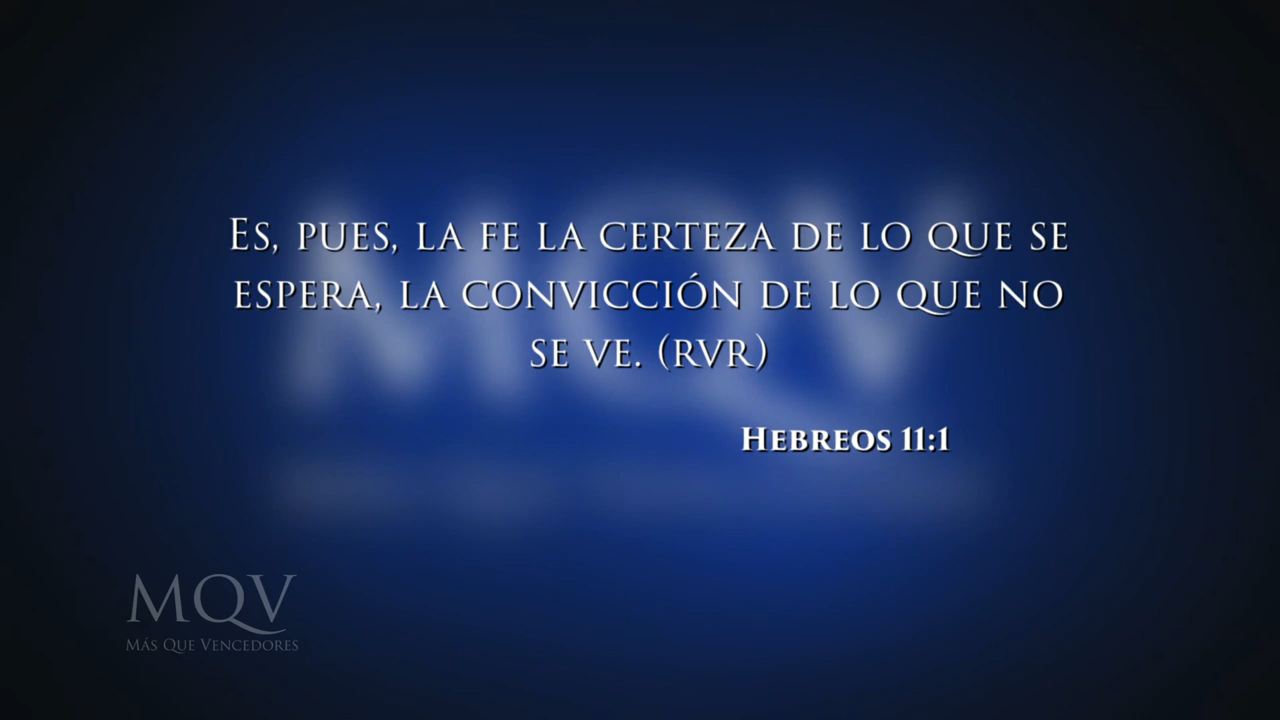 Es, pues, la fe la certeza de lo que se
espera, la convicción de lo que no
se ve. (rvr)
Hebreos 11:1
MQV
Más Que Vencedores